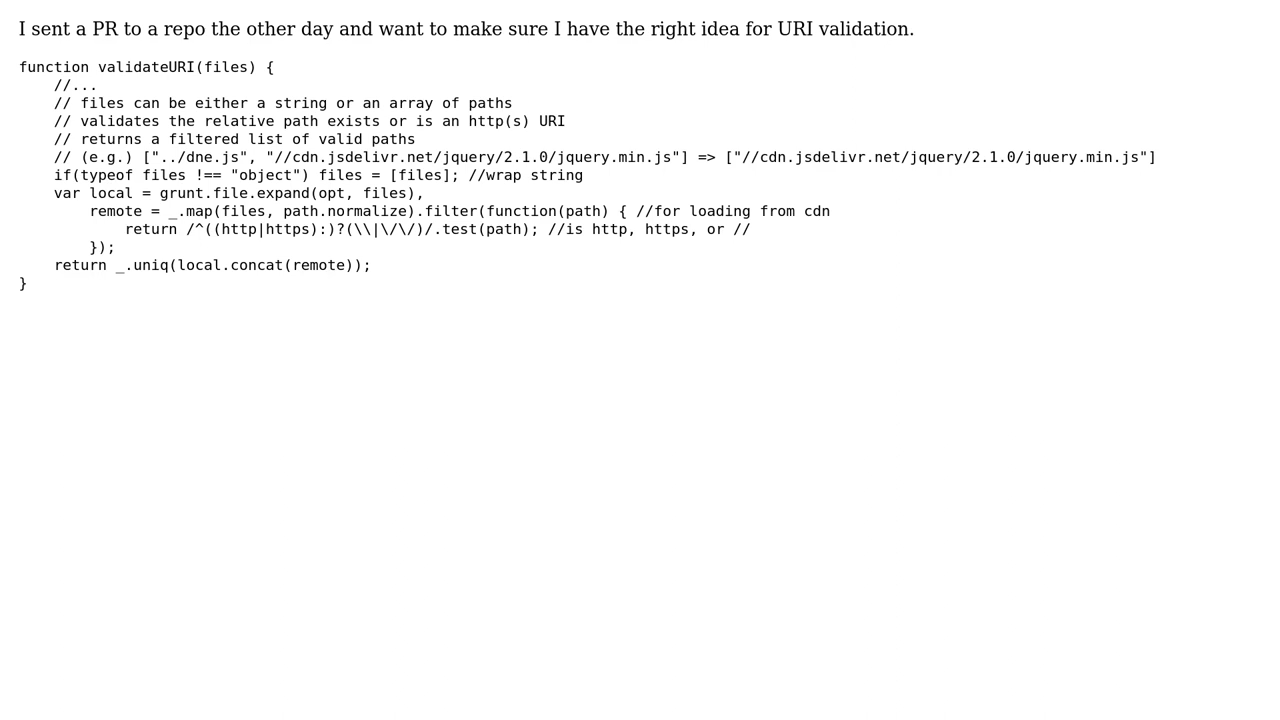 I sent a PR to a repo the other day and want to make sure I have the right idea for URI validation.
function validateURI(files) {
    //...
    // files can be either a string or an array of paths
    // validates the relative path exists or is an http(s) URI
    // returns a filtered list of valid paths
    // (e.g.) ["../dne.js", "//cdn.jsdelivr.net/jquery/2.1.0/jquery.min.js"] => ["//cdn.jsdelivr.net/jquery/2.1.0/jquery.min.js"]
    if(typeof files !== "object") files = [files]; //wrap string
    var local = grunt.file.expand(opt, files),
        remote = _.map(files, path.normalize).filter(function(path) { //for loading from cdn
            return /^((http|https):)?(\\|\/\/)/.test(path); //is http, https, or //
        });
    return _.uniq(local.concat(remote));
}